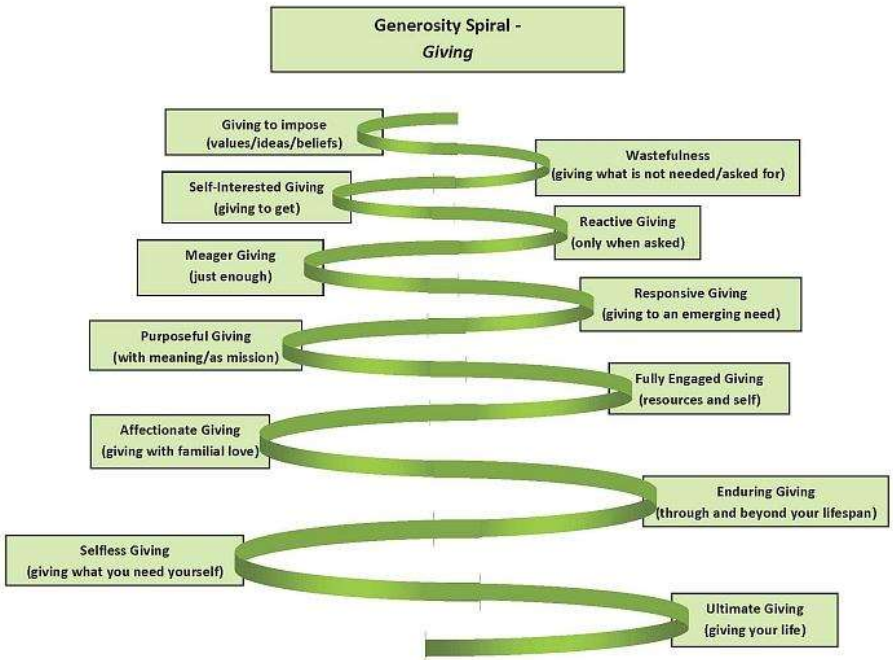 Generosity Spiral -
Giving
Giving to impose
(values/ideas/beliefs)
Wastefulness
(giving what is not needed/asked for)
Self-Interested Giving
(giving to get)
Reactive Giving
(only when asked)
Meager Giving
(just enough)
Responsive Giving
(giving to an emerging need)
Purposeful Giving
(with meaning/as mission)
Fully Engaged Giving
(resources and self)
Affectionate Giving
(giving with familial love)
Enduring Giving
(through and beyond your lifespan)
Selfless Giving
(giving what you need yourself)
Ultimate Giving
(giving your life)